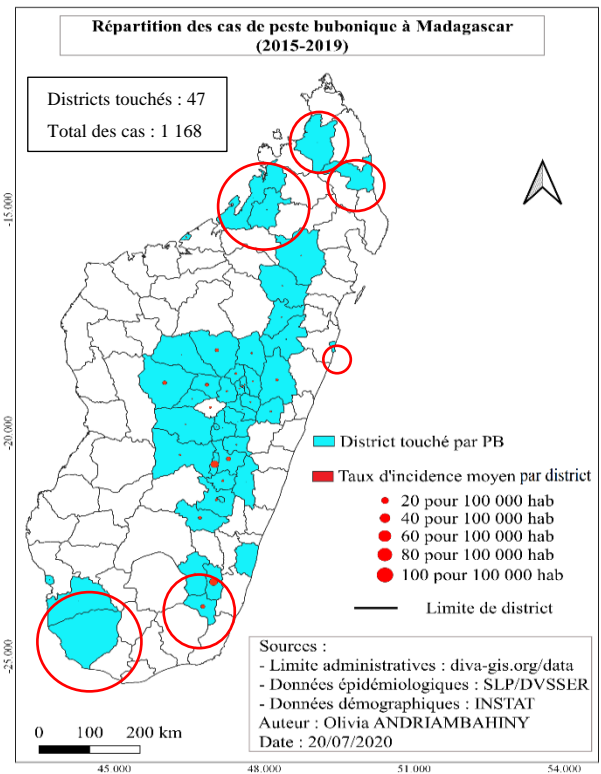 Répartition des cas de peste bubonique à Madagascar
(2015-2019)
Districts touchés : 47
Total des cas : 1 168
-15.000
-20.000
-25.000
District touché par PB
Taux d'incidence moyen par district
20 pour 100 000 hab
40 pour 100 000 hab
60 pour 100 000 hab
80 pour 100 000 hab
100 pour 100 000 hab
Limite de district
Sources :
- Limite administratives : diva-gis.org/data
- Données épidémiologiques : SLP/DVSSER
- Données démographiques : INSTAT
Auteur : Olivia ANDRIAMBAHINY
Date : 20/07/2020
0 100 200 km
45.000 48.000 51.000 54.000